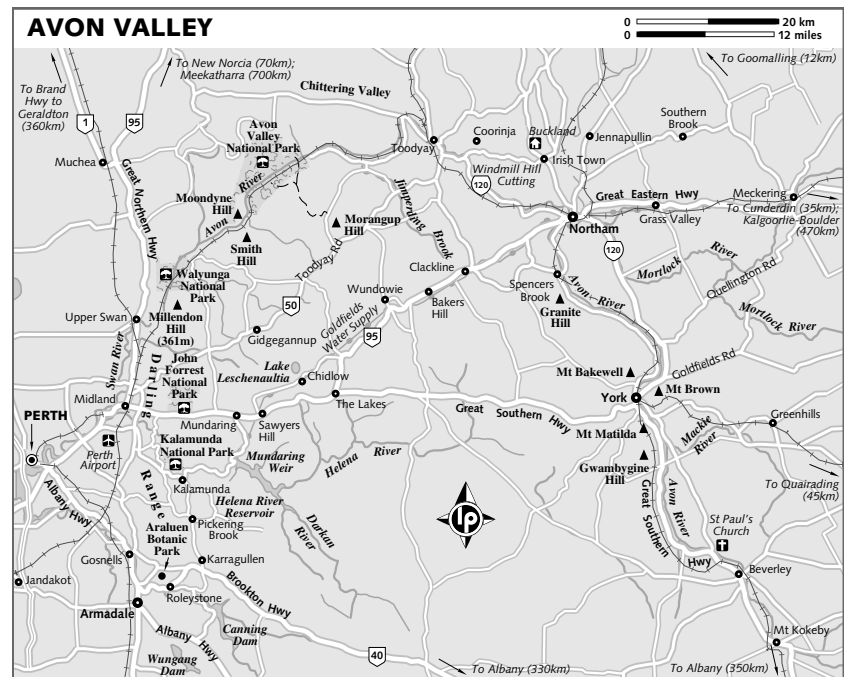 AVON VALLEY
0 20 km
0 12 miles
To Brand
Hwy to
Geraldton
(360km)
To New Norcia (70km);
Meekatharra (700km)
To Goomalling (12km)
Chittering Valley
1
95
Avon
Valley
National Park
Toodyay
Coorinja
Buckland
Jennapullin
Southern
Brook
Irish Town
Windmill Hill
Cutting
120
Muchea
Great Northern Hwy
Moondyne
Hill
Avon River
Smith
Hill
Morangup
Hill
Jimperding Brook
Great Eastern Hwy
Meckering
Grass Valley
To Cunderdin (35km);
Kalgoorlie-Boulder
(470km)
Northam
120
Toodyay Rd
Walyunga
National
Park
Clackline
Mortlock River
Quellington Rd
Spencers
Brook
Avon River
Wundowie
Bakers
Hill
Granite
Hill
Mortlock River
Upper Swan
Millendon
Hill
(361m)
50
Goldfields
Water Supply
95
Gidgegannup
Swan River
John
Forrest
National
Park
Lake
Leschenaultia
Chidlow
Goldfields Rd
Mt Bakewell
York
Mt Brown
Midland
Darling Range
The Lakes
Great Southern Hwy
PERTH
Mundaring
Sawyers
Hill
Greenhills
Mt Matilda
Mackie
River
Perth
Airport
Kalamunda
National Park
Mundaring
Weir
Helena River
Gwambygine
Hill
Kalamunda
To Quairading
(45km)
Albany Hwy
Helena River
Reservoir
Darkan
River
LP
Great Southern Hwy
Avon River
St Paul's
Church
Pickering
Brook
Araluen
Botanic
Park
Gosnells
Karragullen
Jandakot
Roleystone
Brookton Hwy
Beverley
Armadale
Albany Hwy
Canning
Dam
Wungang
Dam
40
Mt Kokeby
To Albany (330km)
To Albany (350km)